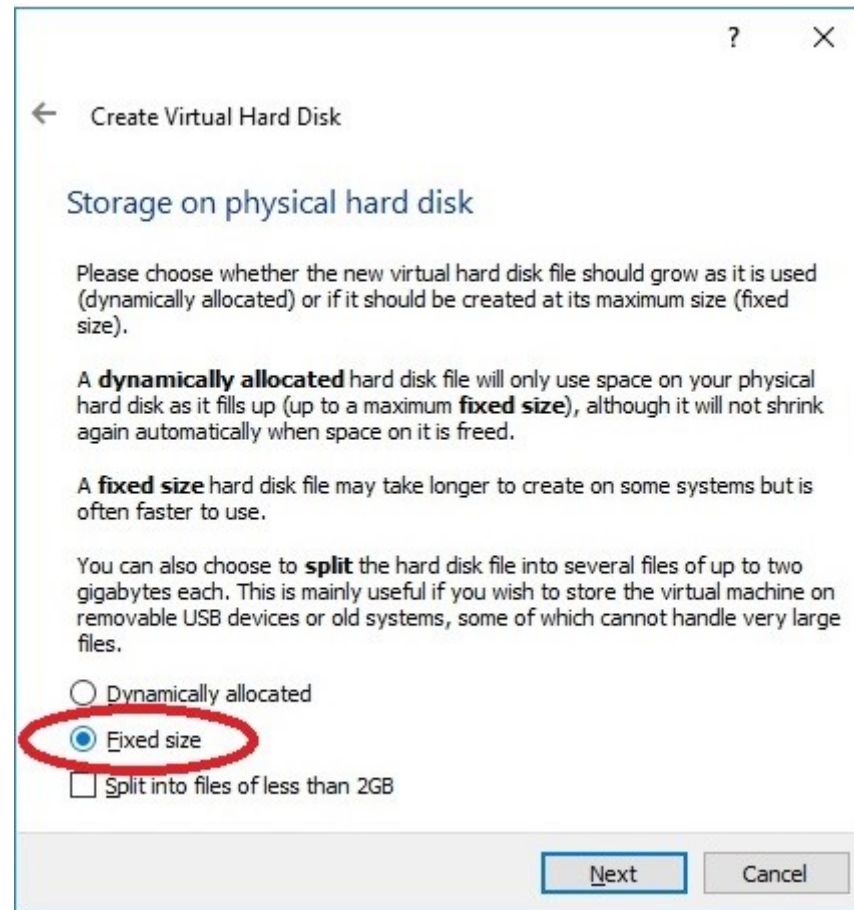 ?
Create Virtual Hard Disk
Storage on physical hard disk
Please choose whether the new virtual hard disk file should grow as it is used
(dynamically allocated) or if it should be created at its maximum size (fixed
size).
A dynamically allocated hard disk file will only use space on your physical
hard disk as it fills up (up to a maximum fixed size), although it will not shrink
again automatically when space on it is freed.
A fixed size hard disk file may take longer to create on some systems but is
often faster to use.
You can also choose to split the hard disk file into several files of up to two
gigabytes each. This is mainly useful if you wish to store the virtual machine on
removable USB devices or old systems, some of which cannot handle very large
files.
Dynamically allocated
Fixed size
Split into files of less than 2GB
Next Cancel